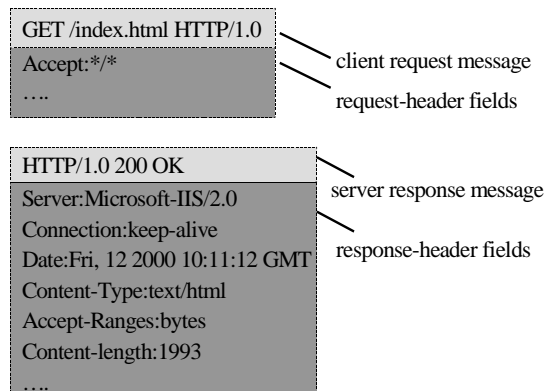 GET /index.html HTTP/1.0
Accept:*/*
….
client request message
request-header fields
HTTP/1.0 200 OK
Server:Microsoft-IIS/2.0
Connection:keep-alive
Date:Fri, 12 2000 10:11:12 GMT
Content-Type:text/html
Accept-Ranges:bytes
Content-length:1993
….
server response message
response-header fields